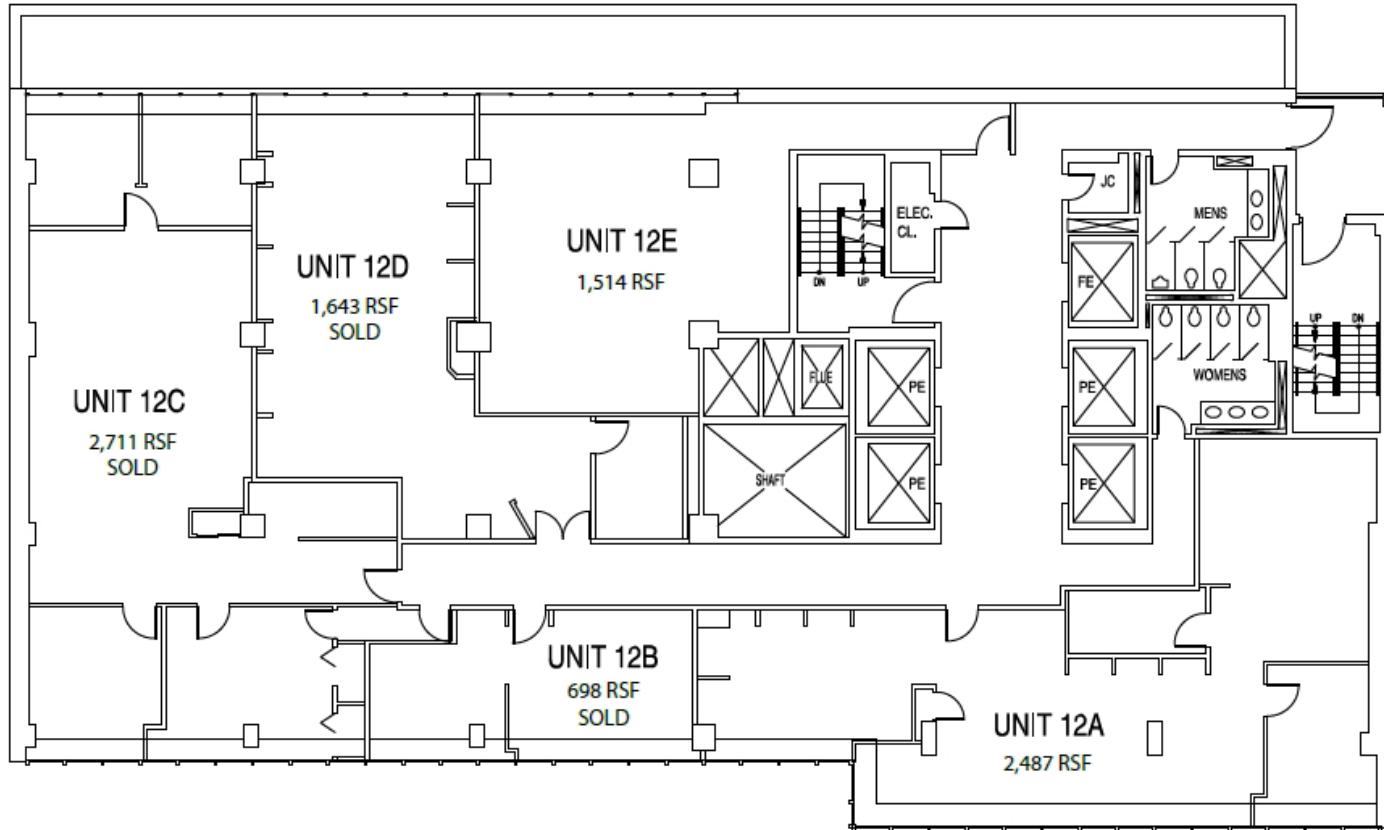 JC
MENS
ELEC.
CL.
UNIT 12E
1,514 RSF
UNIT 12D
1,643 RSF
SOLD
DN
UP
FE
UP
DN
FLUE
PE
PE
WOMENS
UNIT 12C
2,711 RSF
SOLD
SHAFT
PE
PE
UNIT 12B
698 RSF
SOLD
UNIT 12A
2,487 RSF